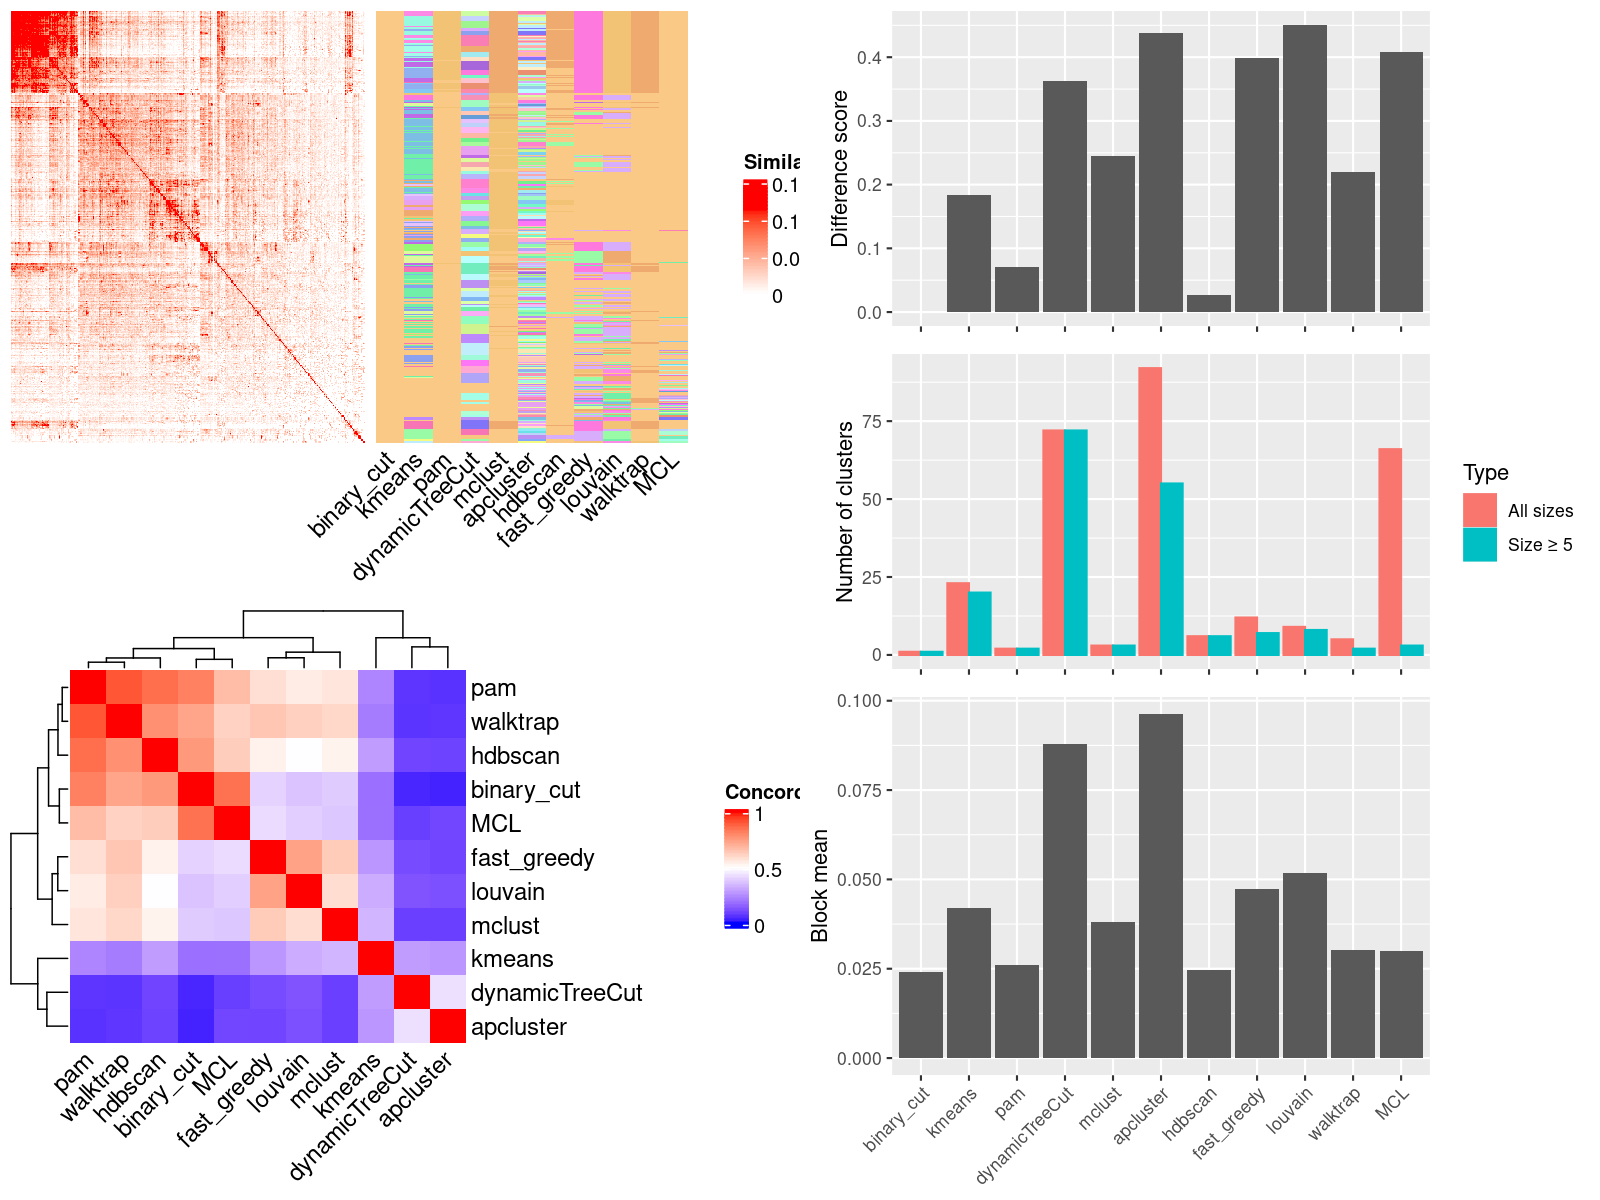 Simila
0.1
0.1
0.0
0
binary_cut
kmeans
pam
dynamicTreeCut
mclust
apcluster
hdbscan
fast_greedy
louvain
walktrap
MCL
pam
walktrap
hdbscan
binary_cut
MCL
fast_greedy
louvain
mclust
kmeans
dynamicTreeCut
apcluster
pam
walktrap
hdbscan
binary_cut
MCL
fast_greedy
louvain
mclust
kmeans
dynamicTreeCut
apcluster
Concord
1
0.5
0
Difference score
0.4
0.3
0.2
0.1
0.0
Number of clusters
75
50
25
0
Type
All sizes
Size ≥ 5
Block mean
0.100
0.075
0.050
0.025
0.000
binary_cut
kmeans
pam
dynamicTreeCut
mclust
apcluster
hdbscan
fast_greedy
louvain
walktrap
MCL